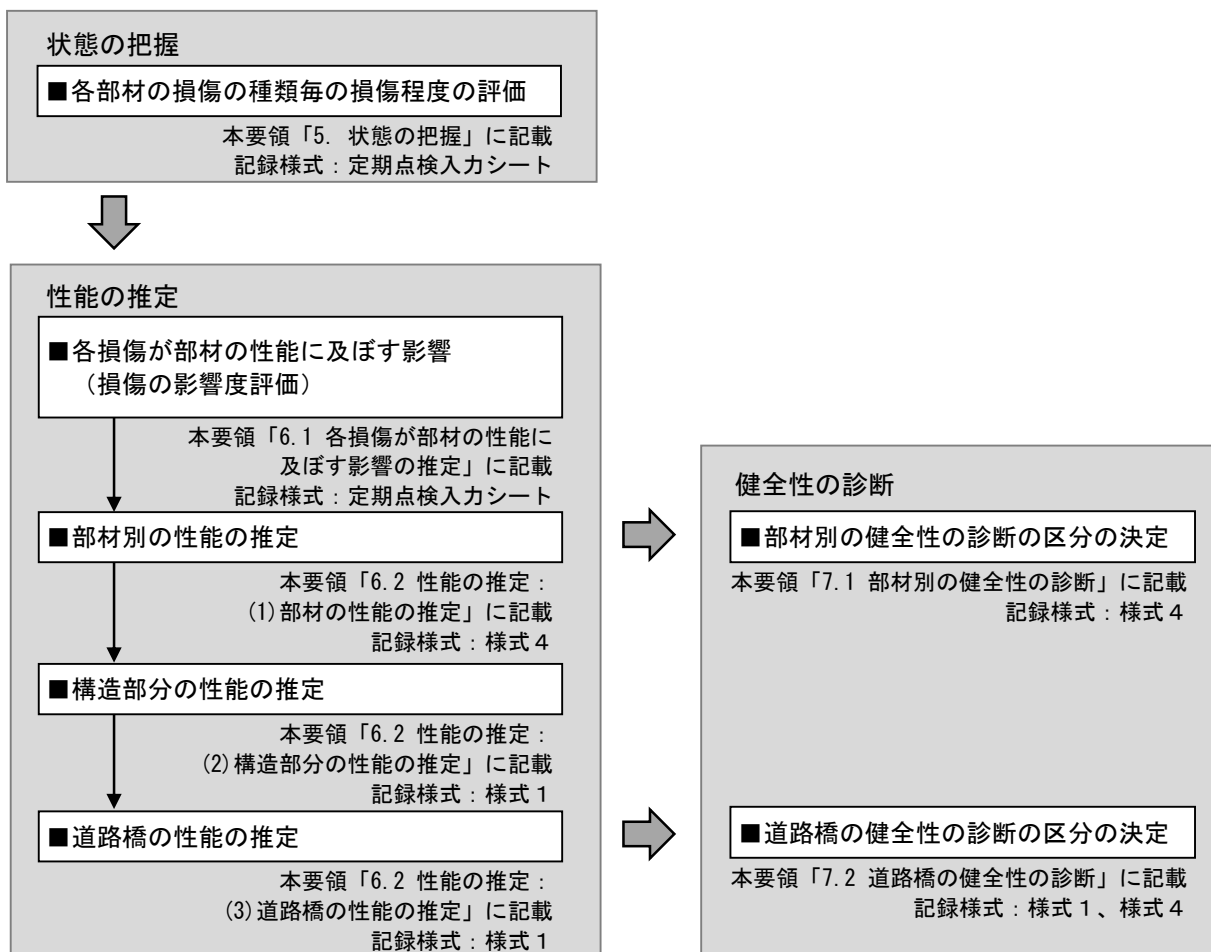 状態の把握
■各部材の損傷の種類毎の損傷程度の評価
本要領「5. 状態の把握」に記載
記録様式：定期点検入力シート
性能の推定
■各損傷が部材の性能に及ぼす影響
（損傷の影響度評価）
本要領「6.1 各損傷が部材の性能に
及ぼす影響の推定」に記載
記録様式：定期点検入力シート
■部材別の性能の推定
本要領「6.2 性能の推定：
(1)部材の性能の推定」に記載
記録様式：様式４
■構造部分の性能の推定
本要領「6.2 性能の推定：
(2)構造部分の性能の推定」に記載
記録様式：様式１
■道路橋の性能の推定
本要領「6.2 性能の推定：
(3)道路橋の性能の推定」に記載
記録様式：様式１
健全性の診断
■部材別の健全性の診断の区分の決定
本要領「7.1 部材別の健全性の診断」に記載
記録様式：様式４
■道路橋の健全性の診断の区分の決定
本要領「7.2 道路橋の健全性の診断」に記載
記録様式：様式１、様式４